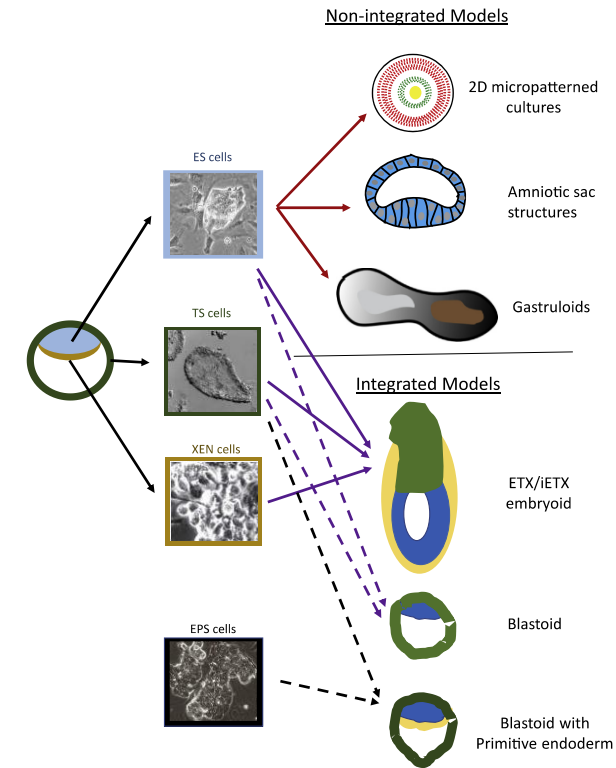 Non-integrated Models
2D micropatterned
cultures
ES cells
Amniotic sac
structures
TS cells
Gastruloids
Integrated Models
XEN cells
ETX/iETX
embryoid
EPS cells
Blastoid
Blastoid with
Primitive endoderm